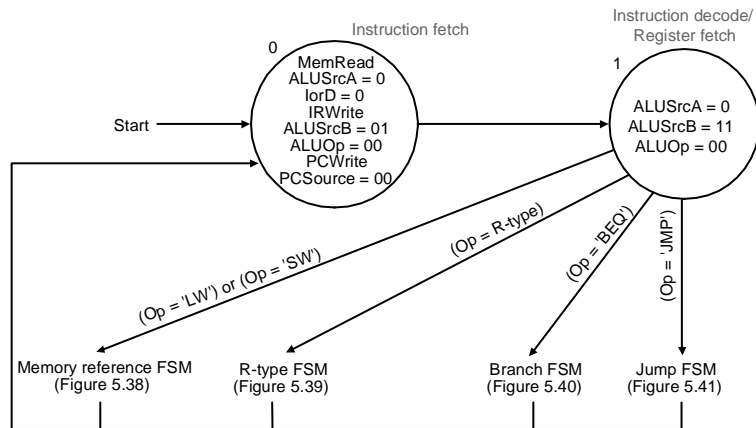 Instruction fetch
Instruction decode/
Register fetch
0
MemRead
ALUSrcA = 0
IorD = 0
IRWrite
ALUSrcB = 01
ALUOp = 00
PCWrite
PCSource = 00
1
ALUSrcA = 0
ALUSrcB = 11
ALUOp = 00
Start
(Op = 'LW') or (Op = 'SW')
(Op = R-type)
(Op = 'BEQ')
(Op = 'JMP')
Memory reference FSM
(Figure 5.38)
R-type FSM
(Figure 5.39)
Branch FSM
(Figure 5.40)
Jump FSM
(Figure 5.41)